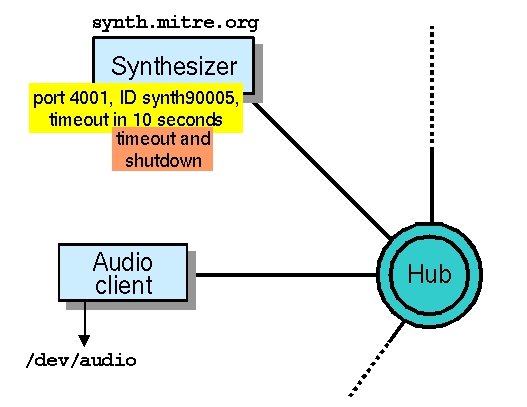 synth.mitre.org
Synthesizer
port 4001, ID synth90005,
timeout in 10 seconds
timeout and
shutdown
Audio
client
Hub
/dev/audio